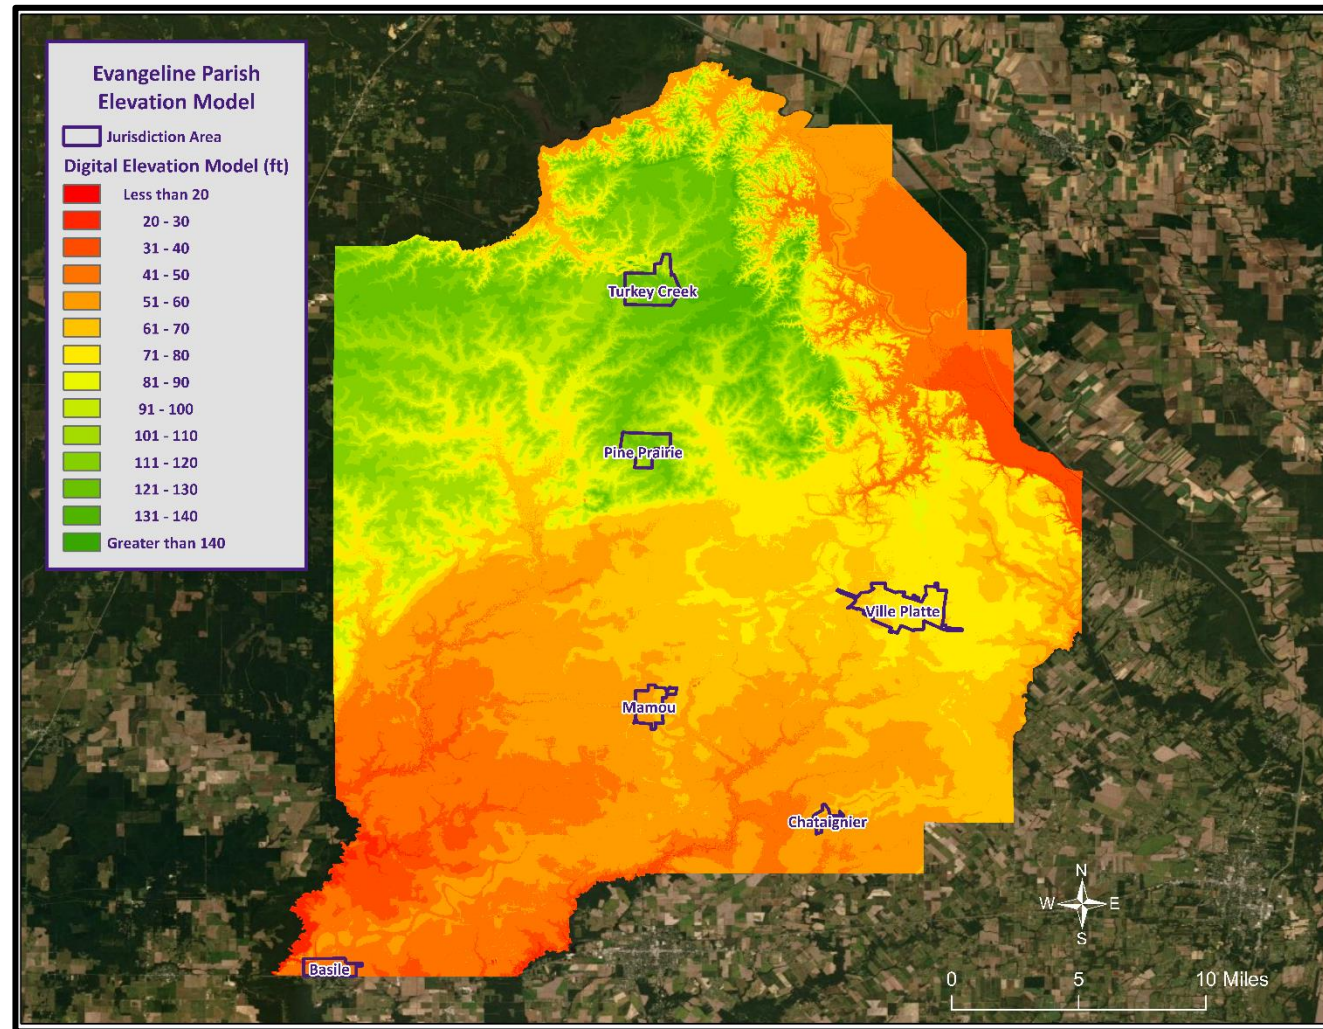 Evangeline Parish
Elevation Model
Jurisdiction Area
Digital Elevation Model (ft)
Less than 20
20 - 30
31 - 40
41 - 50
51 - 60
61 - 70
71 - 80
81 - 90
91 - 100
101 - 110
111 - 120
121 - 130
131 - 140
Greater than 140
Turkey Creek
Pine Prairie
Ville Platte
Mamou
Chataignier
Basile
N
W E
S
0 5 10 Miles